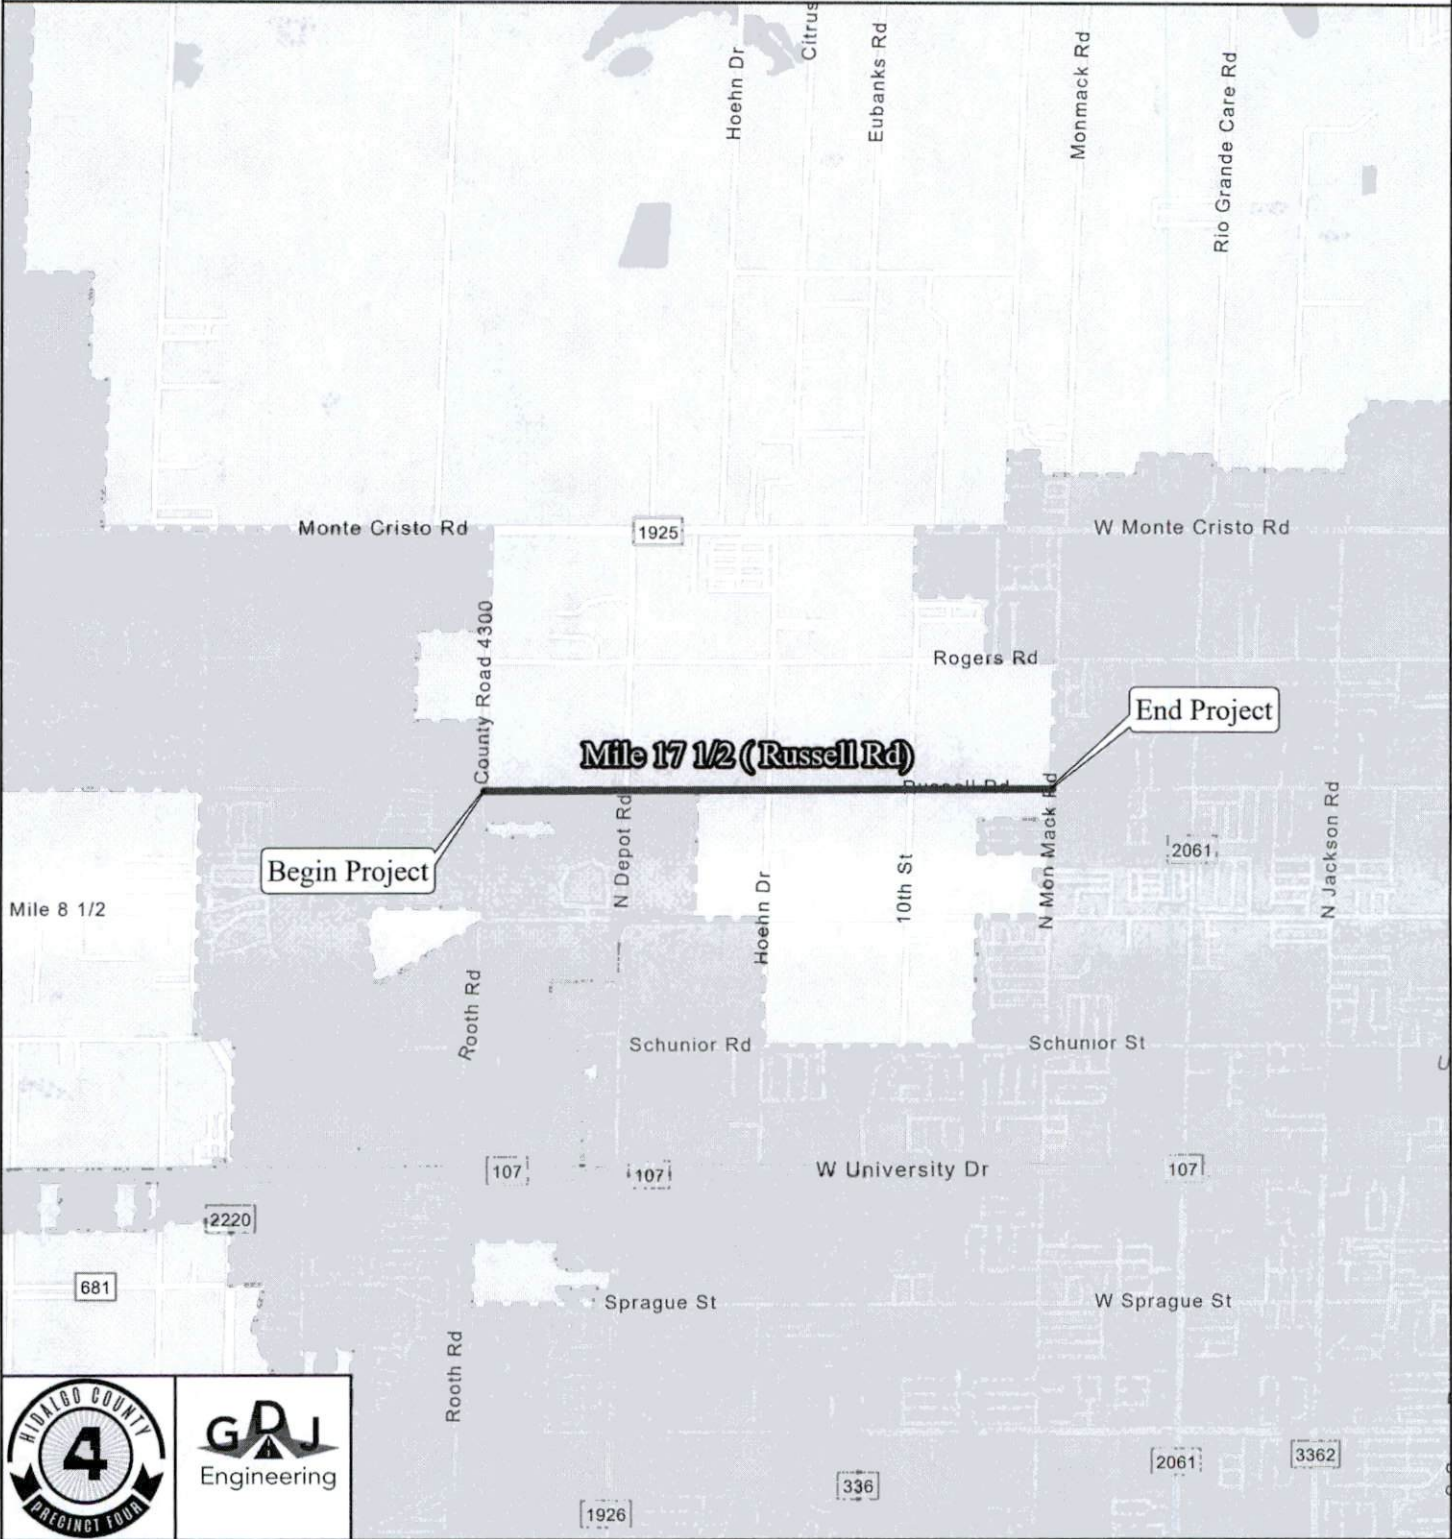 Citrus
Hoehn Dr
Eubanks Rd
Monmack Rd
Rio Grande Care Rd
Monte Cristo Rd
1925
W Monte Cristo Rd
County Road 4300
Rogers Rd
End Project
Mile 17 1/2 ( Russell Rd)
Russell Rd
Begin Project
N Depot Rd
Hoehn Dr
10th St
N Mon Mack Rd
2061
N Jackson Rd
Mile 8 1/2
Rooth Rd
Schunior Rd
Schunior St
U
107
107
W University Dr
107
2220
681
Sprague St
W Sprague St
Rooth Rd
HIDALGO COUNTY
4
PRECINCT FOUR
GDJ
Engineering
1926
336
2061
3362